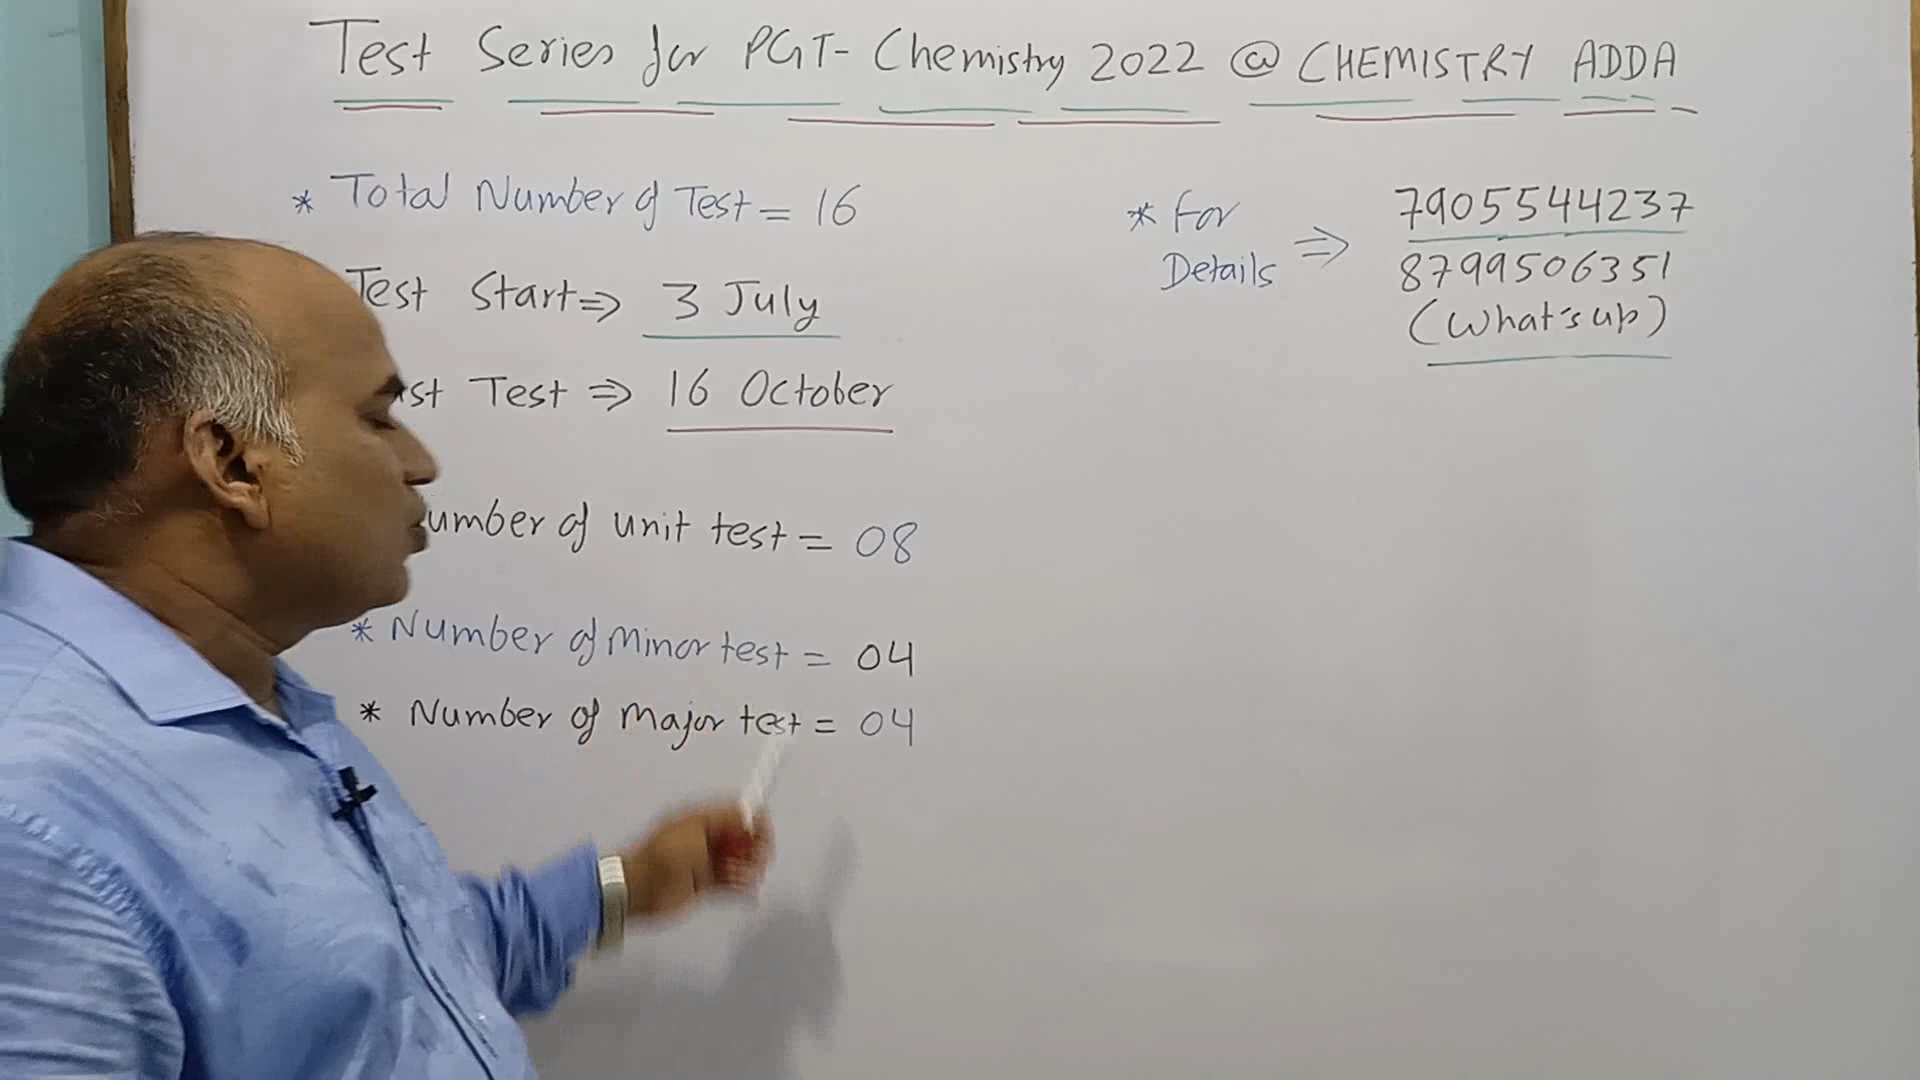 Test Series for PGT- Chemistry 2022 @ CHEMISTRY ADDA
* Total Number of Test = 16
Test Start ⇒ 3 July
st Test ⇒ 16 October
umber of unit test = 08
* Number of Minor test = 04
* Number of Major test = 04
* For Details ⇒
7905544237
8799506351
(What's up)